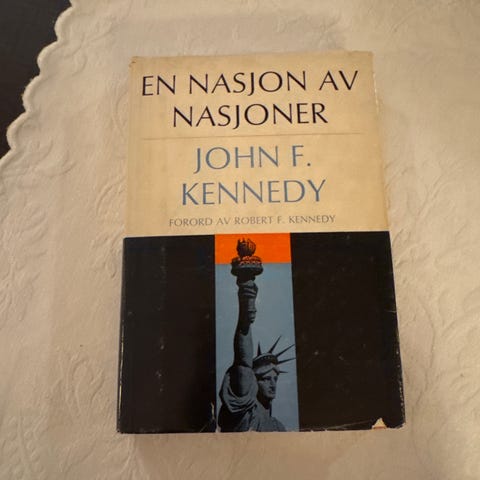 EN NASJON AV
NASJONER
JOHN F.
KENNEDY
FORORD AV ROBERT F. KENNEDY